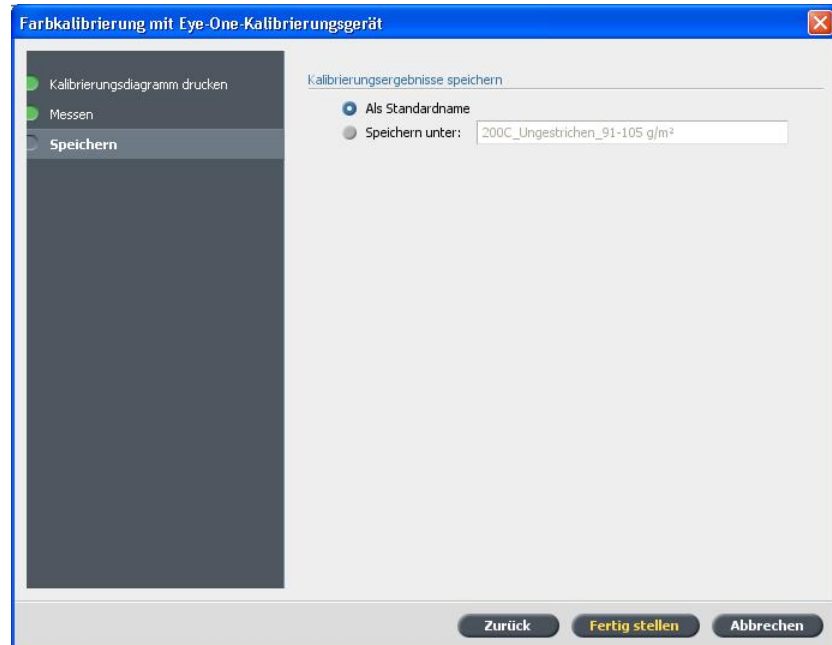 Farbkalibrierung mit Eye-One-Kalibrierungsgerät
Kalibrierungsdiagramm drucken
Messen
Speichern
Kalibrierungsergebnisse speichern
Als Standardname
Speichern unter: 200C_Ungestrichen_91-105 g/m²
Zurück Fertig stellen Abbrechen